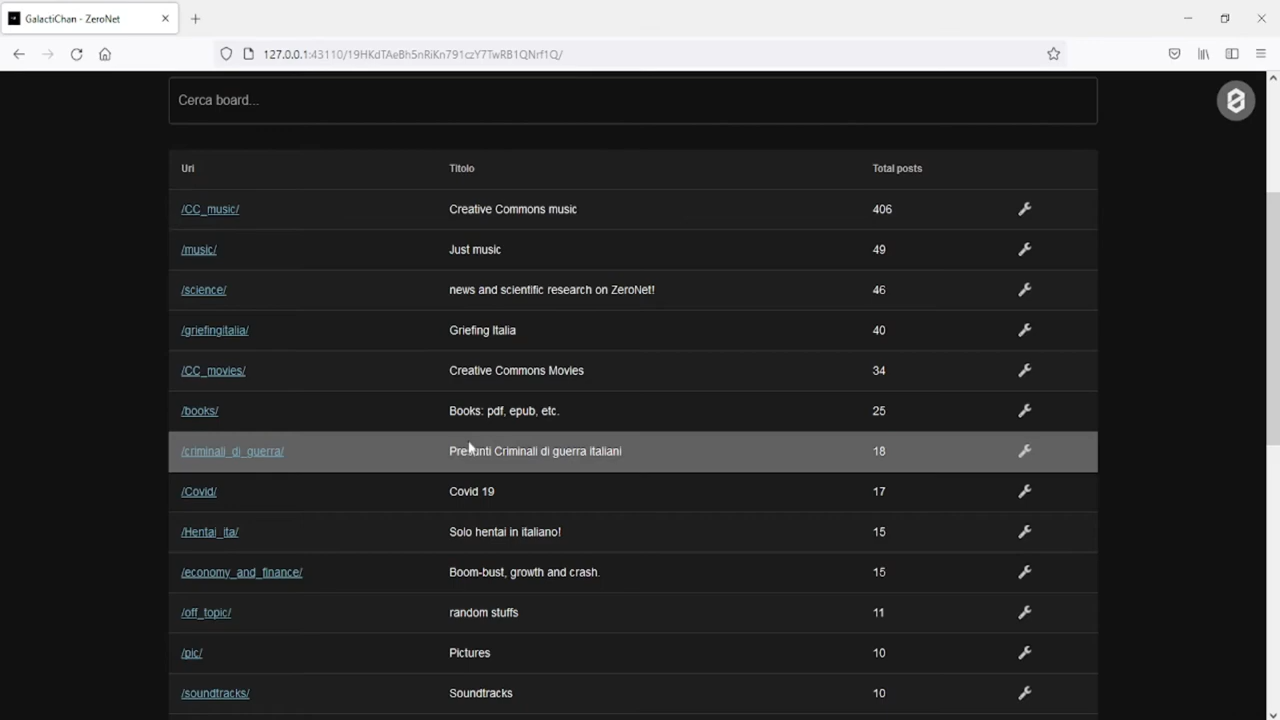 GalactiChan - ZeroNet
127.0.0.1:43110/19HKdTAeBh5nRiKn791czY7TwRB1QNrf1Q/
Cerca board...
Uri Titolo Total posts
/CC_music/ Creative Commons music 406
/music/ Just music 49
/science/ news and scientific research on ZeroNet! 46
/griefingitalia/ Griefing Italia 40
/CC_movies/ Creative Commons Movies 34
/books/ Books: pdf, epub, etc. 25
/criminali_di_guerra/ Presunti Criminali di guerra italiani 18
/Covid/ Covid 19 17
/Hentai_ita/ Solo hentai in italiano! 15
/economy_and_finance/ Boom-bust, growth and crash. 15
/off_topic/ random stuffs 11
/pic/ Pictures 10
/soundtracks/ Soundtracks 10